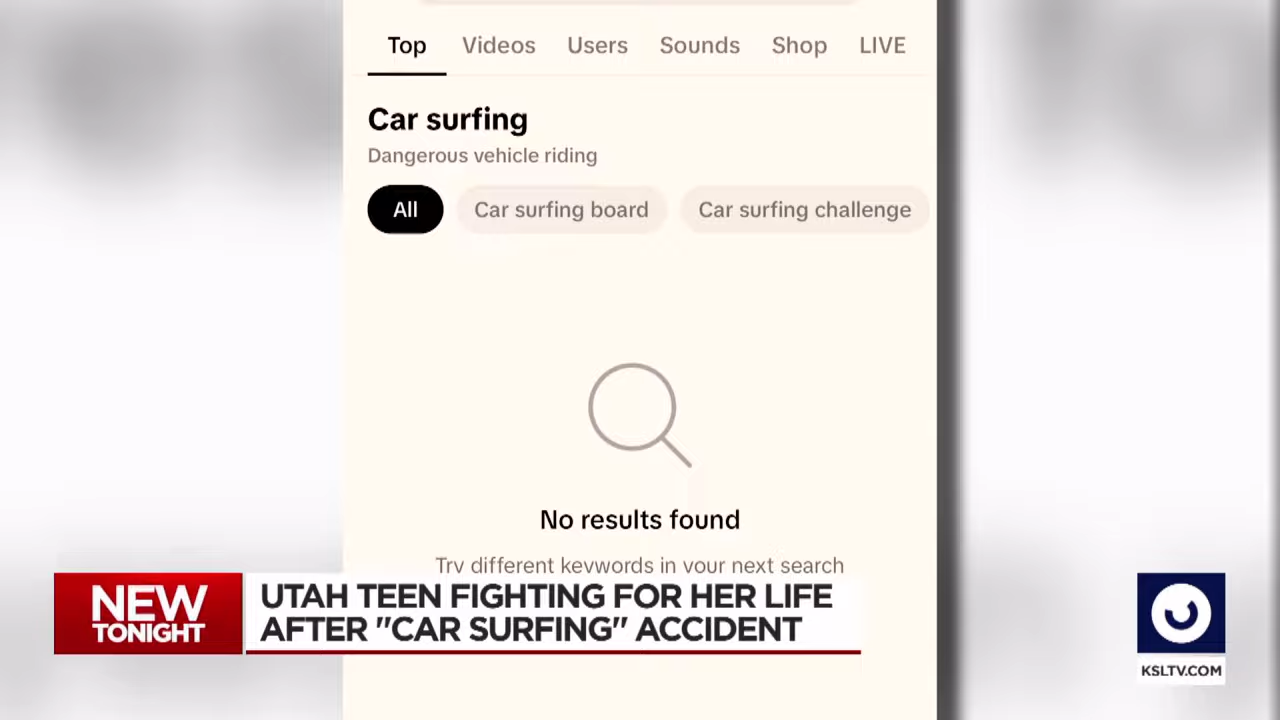 Top Videos Users Sounds Shop LIVE
Car surfing
Dangerous vehicle riding
All Car surfing board Car surfing challenge
No results found
Try different keywords in your next search
NEW TONIGHT
UTAH TEEN FIGHTING FOR HER LIFE
AFTER "CAR SURFING" ACCIDENT
KSLTV.COM